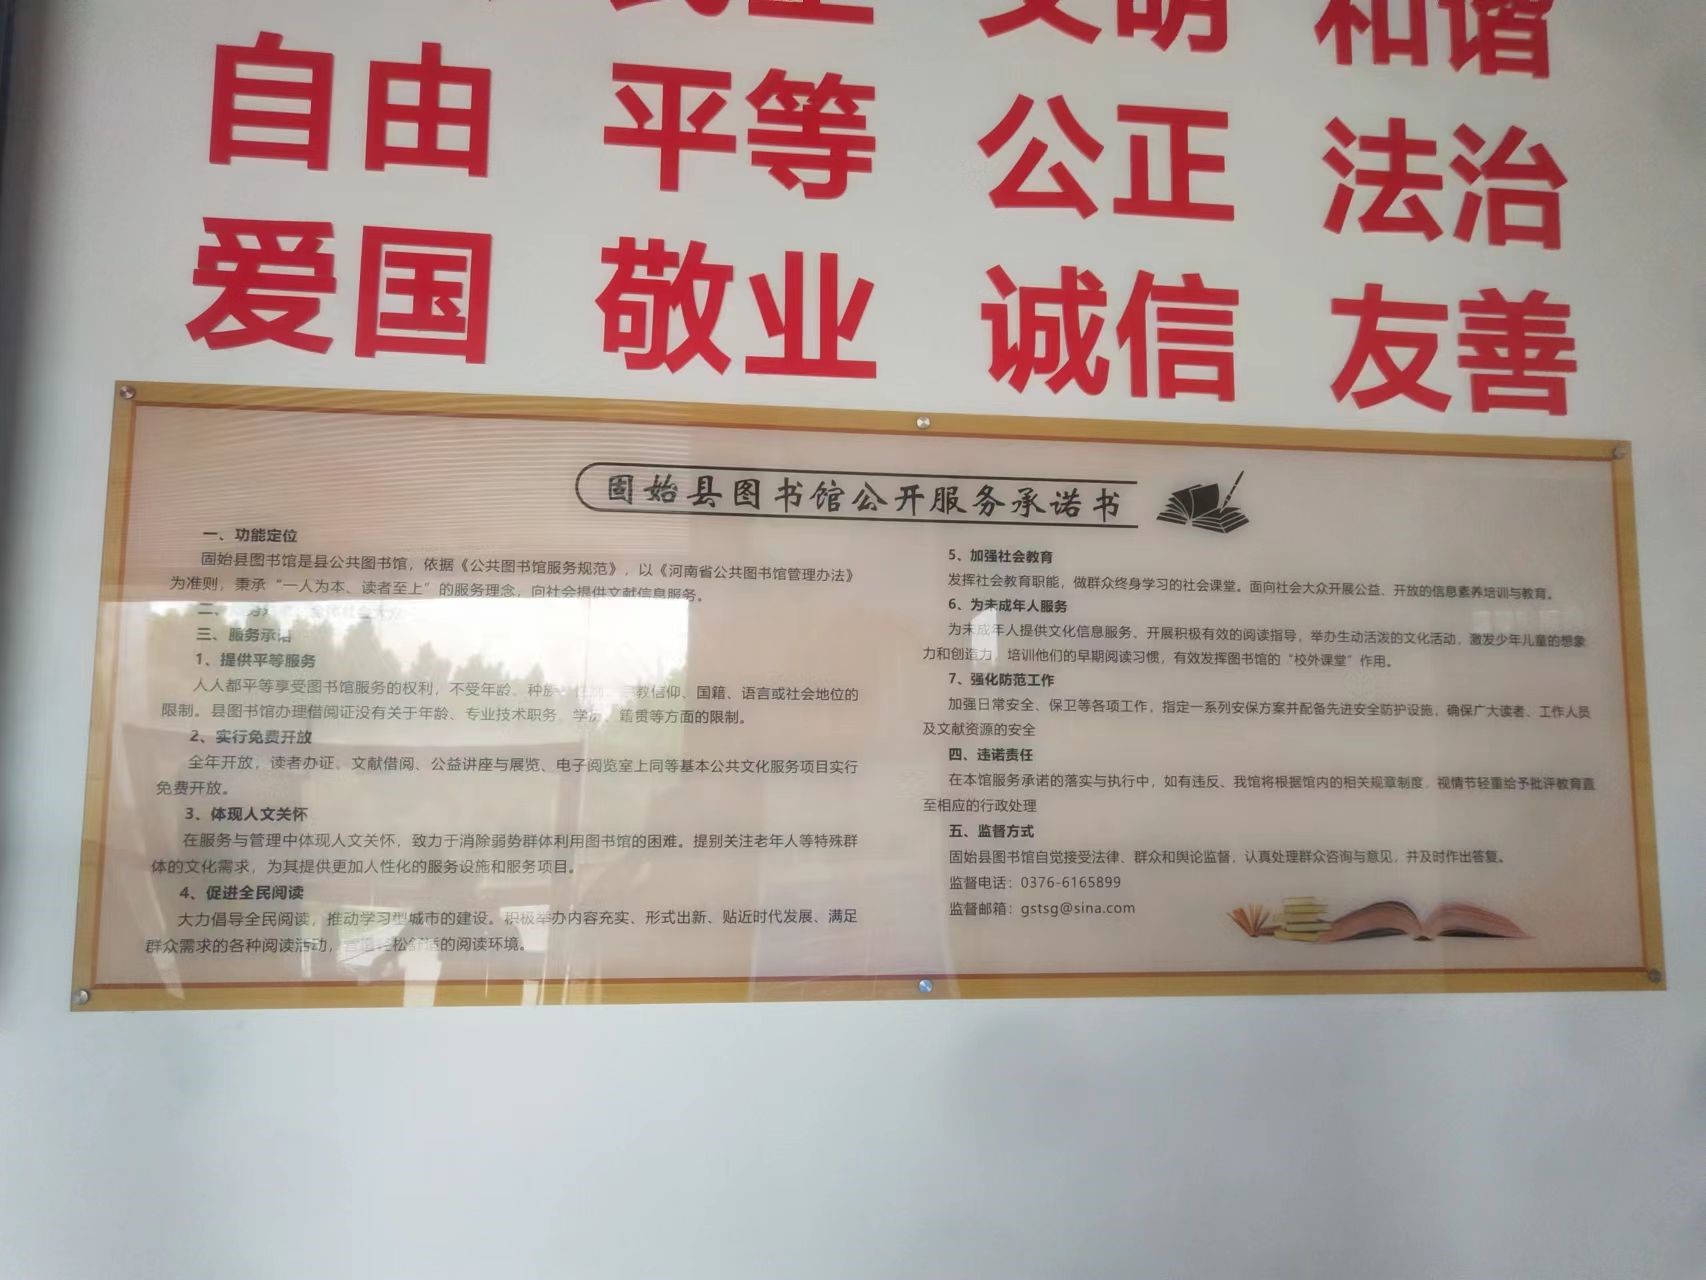 文明 和谐
自由 平等 公正 法治
爱国 敬业 诚信 友善
固始县图书馆公开服务承诺书
一、功能定位
固始县图书馆是县公共图书馆，依据《公共图书馆服务规范》，以《河南省公共图书馆管理办法》
为准则，秉承“一人为本、读者至上”的服务理念，向社会提供文献信息服务。
二、
三、服务承诺
1、提供平等服务
人人都平等享受图书馆服务的权利，不受年龄、种族、性别、宗教信仰、国籍、语言或社会地位的
限制。县图书馆办理借阅证没有关于年龄、专业技术职务、学历、籍贯等方面的限制。
2、实行免费开放
全年开放，读者办证、文献借阅、公益讲座与展览、电子阅览室上同等基本公共文化服务项目实行
免费开放。
3、体现人文关怀
在服务与管理中体现人文关怀，致力于消除弱势群体利用图书馆的困难。提别关注老年人等特殊群
体的文化需求，为其提供更加人性化的服务设施和服务项目。
4、促进全民阅读
大力倡导全民阅读，推动学习型城市的建设。积极举办内容充实、形式出新、贴近时代发展、满足
群众需求的各种阅读活动，营造轻松舒适的阅读环境。
5、加强社会教育
发挥社会教育职能，做群众终身学习的社会课堂。面向社会大众开展公益、开放的信息素养培训与教育。
6、为未成年人服务
为未成年人提供文化信息服务、开展积极有效的阅读指导，举办生动活泼的文化活动，激发少年儿童的想象
力和创造力，培训他们的早期阅读习惯，有效发挥图书馆的“校外课堂”作用。
7、强化防范工作
加强日常安全、保卫等各项工作，指定一系列安保方案并配备先进安全防护设施，确保广大读者、工作人员
及文献资源的安全
四、违诺责任
在本馆服务承诺的落实与执行中，如有违反、我馆将根据馆内的相关规章制度，视情节轻重给予批评教育直
至相应的行政处理
五、监督方式
固始县图书馆自觉接受法律、群众和舆论监督，认真处理群众咨询与意见，并及时作出答复。
监督电话：0376-6165899
监督邮箱：gstsg@sina.com